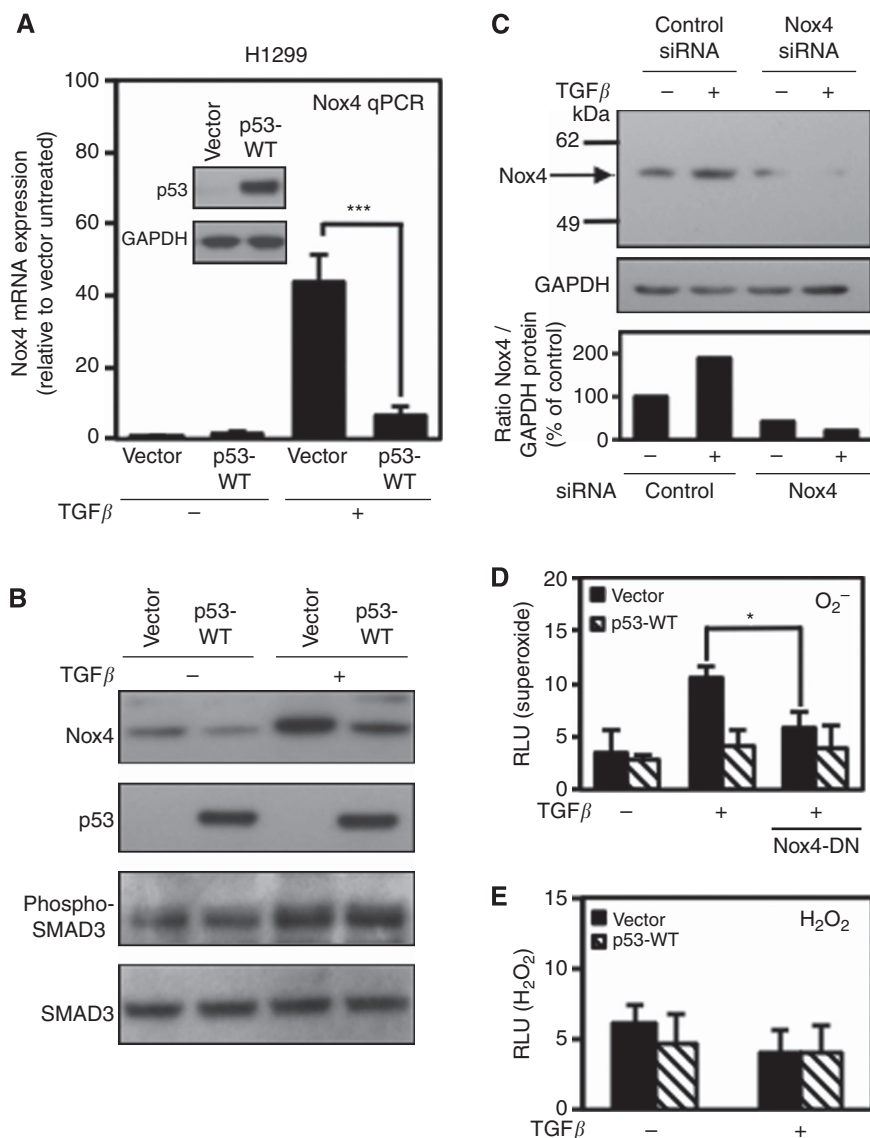 A
H1299
Nox4 mRNA expression
(relative to vector untreated)
100
80
60
40
20
0
Nox4 qPCR
Vector
p53-
WT
p53
GAPDH
***
Vector
p53-
WT
Vector
p53-
WT
TGFβ
–
+
B
Vector
p53-
WT
Vector
p53-
WT
TGFβ
–
+
Nox4
p53
Phospho-
SMAD3
SMAD3
C
Control
siRNA
Nox4
siRNA
TGFβ – + – +
kDa
62
Nox4
49
GAPDH
Ratio Nox4 /
GAPDH protein
(% of control)
200
100
0
– + – +
siRNA Control Nox4
D
RLU (superoxide)
20
15
10
5
0
Vector
p53-WT
O₂⁻
*
TGFβ – + +
Nox4-DN
E
RLU (H₂O₂)
15
10
5
0
Vector
p53-WT
H₂O₂
TGFβ – +